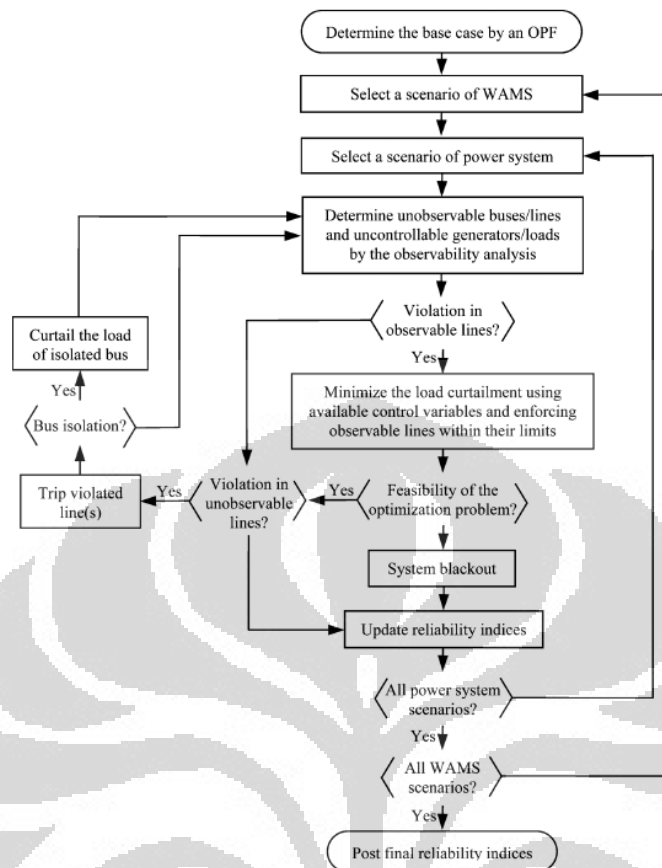 Determine the base case by an OPF
Select a scenario of WAMS
Select a scenario of power system
Determine unobservable buses/lines
and uncontrollable generators/loads
by the observability analysis
Violation in
observable lines?
Yes
Curtail the load
of isolated bus
Yes
Minimize the load curtailment using
available control variables and enforcing
observable lines within their limits
Bus isolation?
Trip violated
line(s)
Yes
Violation in
unobservable
lines?
Yes
Feasibility of the
optimization problem?
System blackout
Update reliability indices
All power system
scenarios?
Yes
All WAMS
scenarios?
Yes
Post final reliability indices